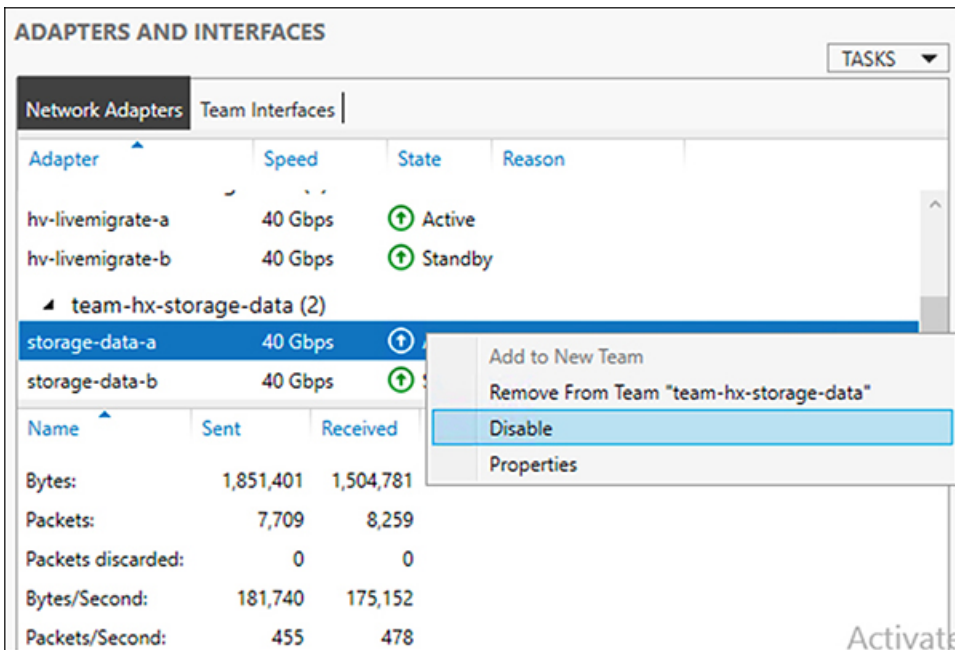 ADAPTERS AND INTERFACES
TASKS
Network Adapters Team Interfaces
Adapter Speed State Reason
hv-livemigrate-a 40 Gbps Active
hv-livemigrate-b 40 Gbps Standby
team-hx-storage-data (2)
storage-data-a 40 Gbps
storage-data-b 40 Gbps
Add to New Team
Remove From Team "team-hx-storage-data"
Disable
Properties
Name Sent Received
Bytes: 1,851,401 1,504,781
Packets: 7,709 8,259
Packets discarded: 0 0
Bytes/Second: 181,740 175,152
Packets/Second: 455 478
Activate